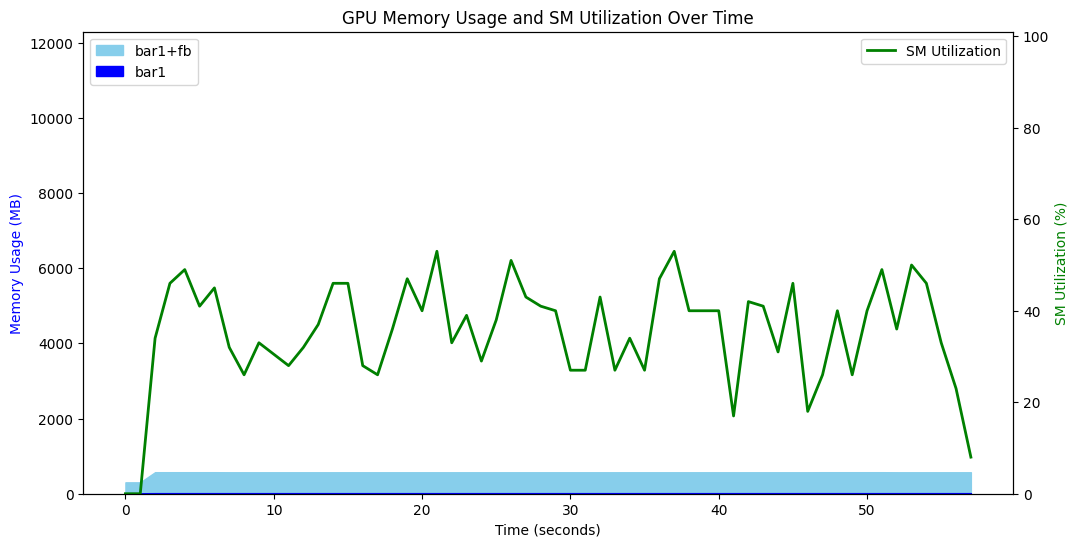 GPU Memory Usage and SM Utilization Over Time
bar1+fb
bar1
SM Utilization
Memory Usage (MB)
12000
10000
8000
6000
4000
2000
0
100
80
60
40
20
0
SM Utilization (%)
0 10 20 30 40 50
Time (seconds)